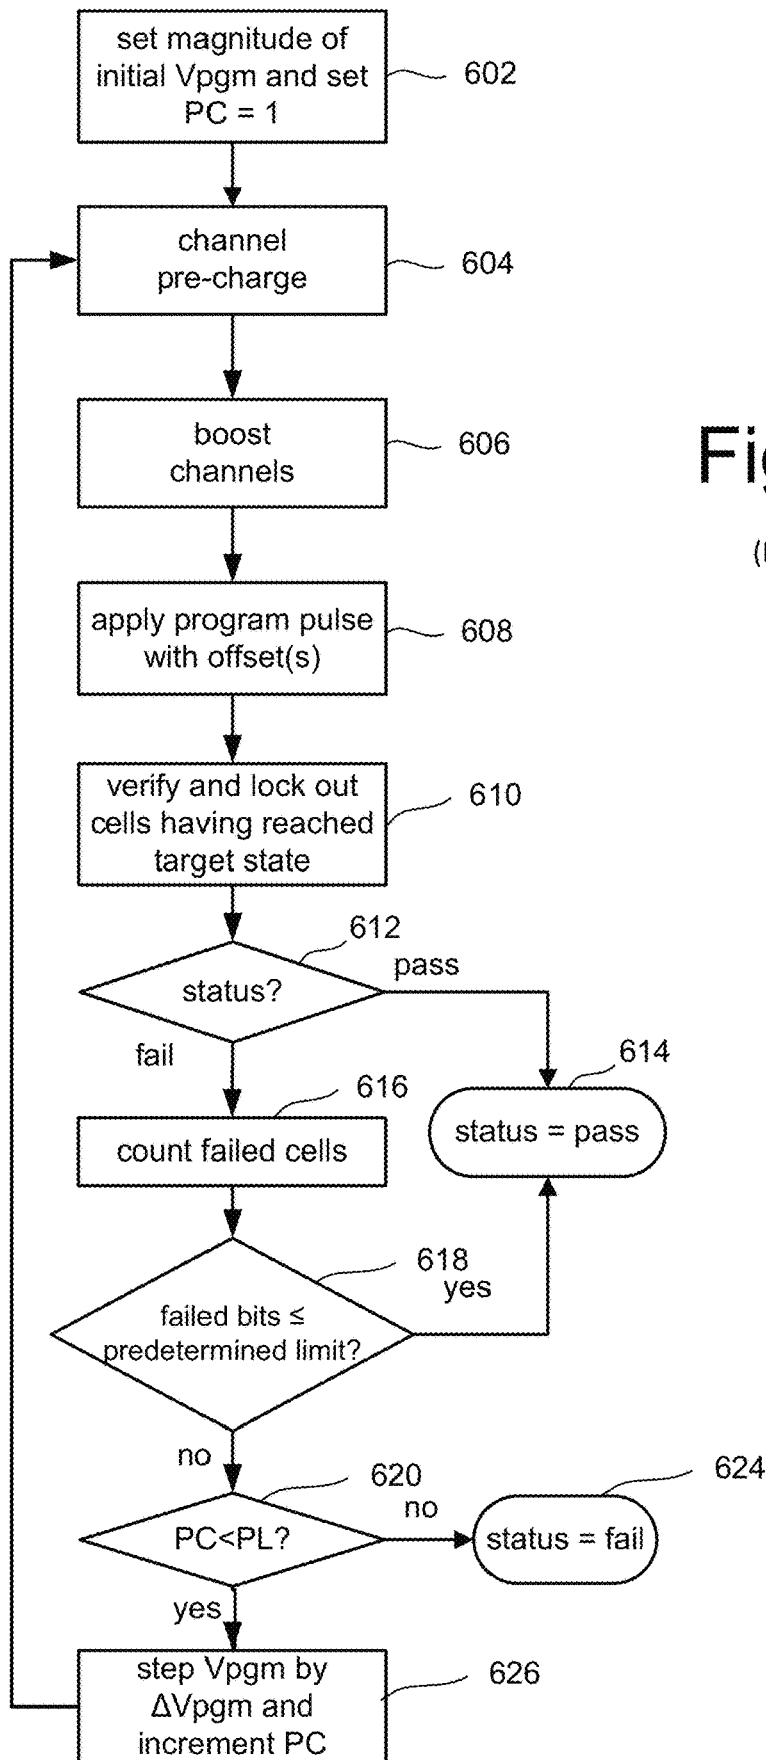 set magnitude of
initial Vpgm and set
PC = 1
602
channel
pre-charge
604
boost
channels
606
apply program pulse
with offset(s)
608
verify and lock out
cells having reached
target state
610
612
status?
pass
fail
614
status = pass
616
count failed cells
618
failed bits ≤
predetermined limit?
yes
no
620
PC<PL?
no
624
status = fail
yes
step Vpgm by
ΔVpgm and
increment PC
626